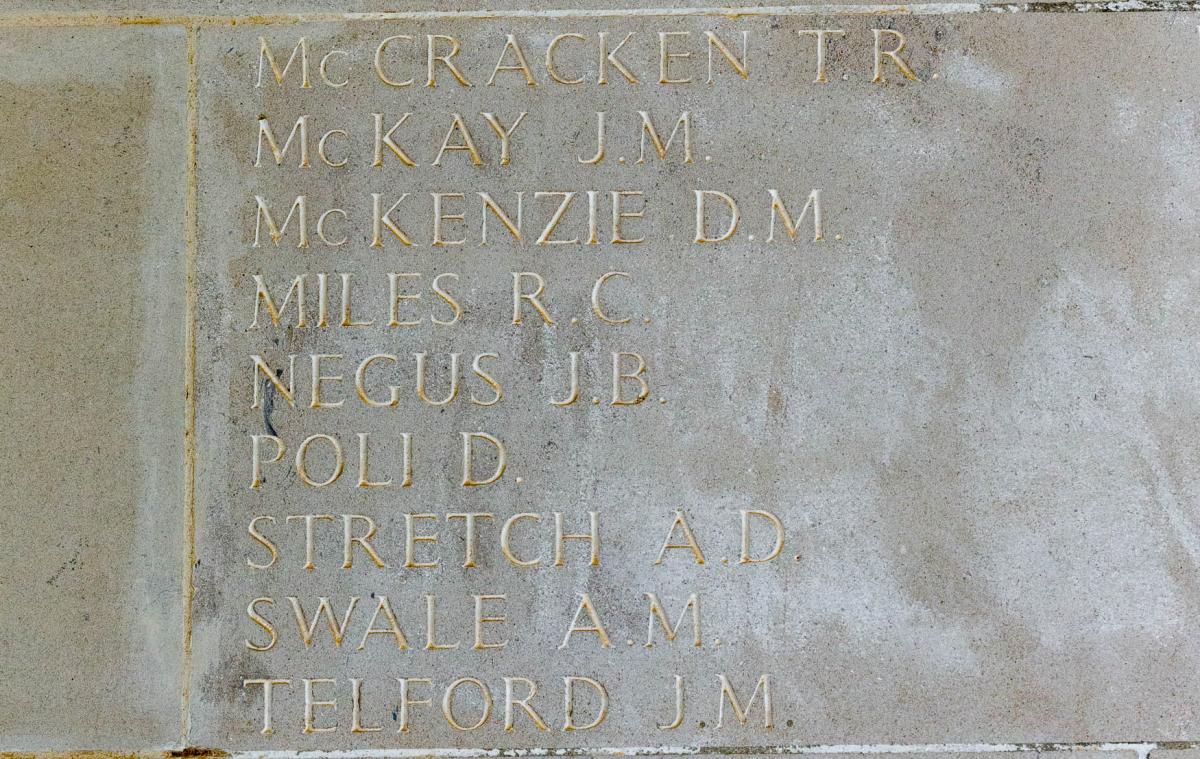 McCRACKEN T.R.
McKAY J.M.
McKENZIE D.M.
MILES R.C.
NEGUS J.B.
POLI D.
STRETCH A.D.
SWALE A.M.
TELFORD J.M.